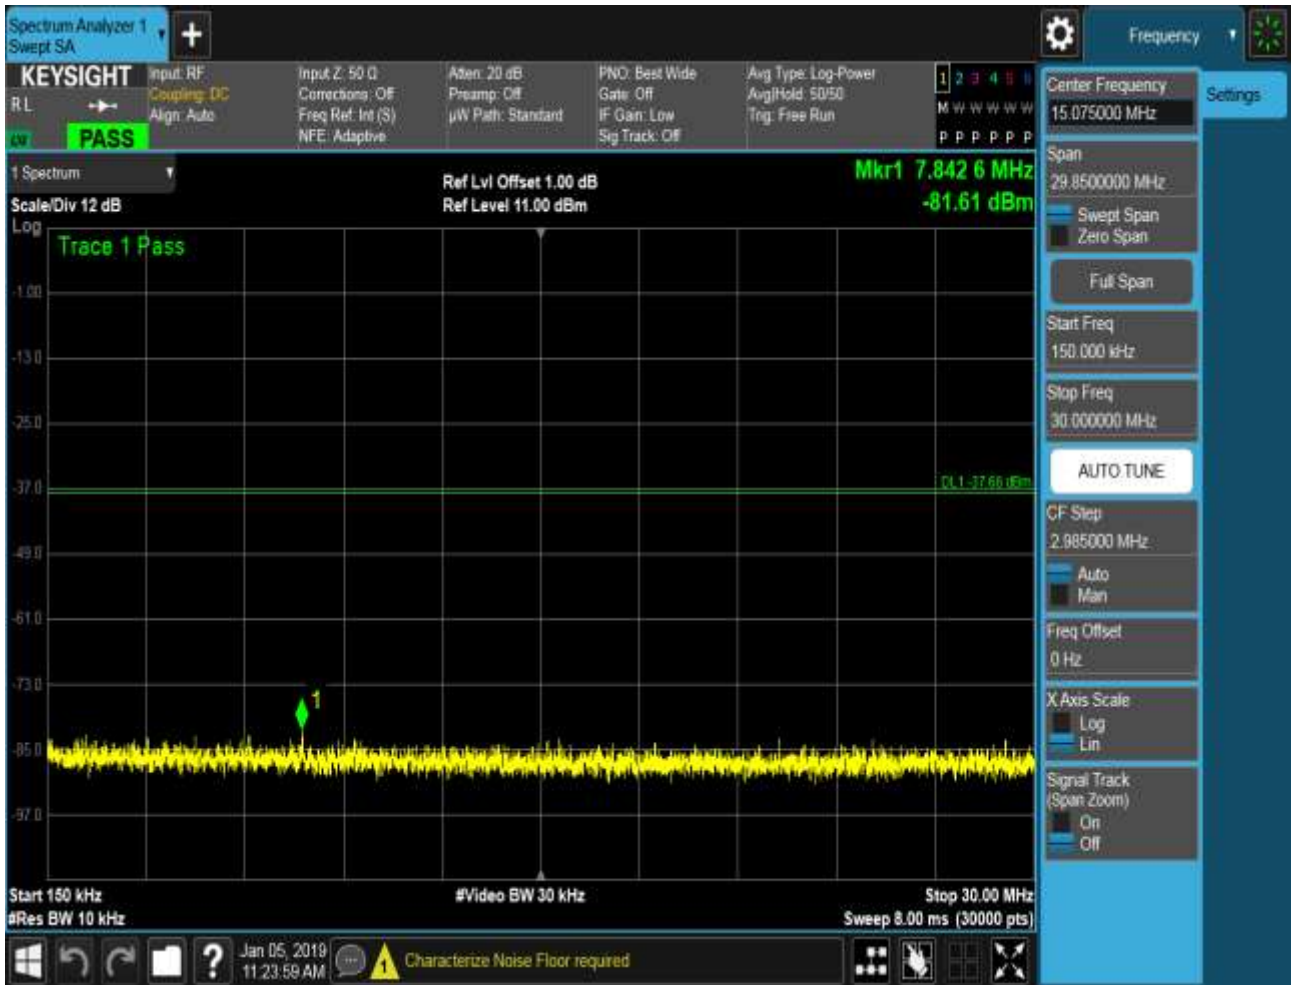 Spectrum Analyzer 1
Swept SA
Frequency
KEYSIGHT
R L
PASS
Input: RF
Coupling: DC
Align: Auto
Input Z: 50 Ω
Corrections: Off
Freq Ref: Int (S)
NFE: Adaptive
Atten: 20 dB
Preamp: Off
µW Path: Standard
PNO: Best Wide
Gate: Off
IF Gain: Low
Sig Track: Off
Avg Type: Log-Power
Avg|Hold: 50/50
Trig: Free Run
1 2 3 4 5 6
M W W W W W
P P P P P P
1 Spectrum
Scale/Div 12 dB
Ref Lvl Offset 1.00 dB
Ref Level 11.00 dBm
Mkr1 7.842 6 MHz
-81.61 dBm
Log
Trace 1 Pass
-1.00
-13.0
-25.0
-37.0
DL1 -37.66 dBm
-49.0
-61.0
-73.0
1
-85.0
-97.0
Start 150 kHz
#Video BW 30 kHz
Stop 30.00 MHz
#Res BW 10 kHz
Sweep 8.00 ms (30000 pts)
Center Frequency
15.075000 MHz
Settings
Span
29.8500000 MHz
Swept Span
Zero Span
Full Span
Start Freq
150.000 kHz
Stop Freq
30.000000 MHz
AUTO TUNE
CF Step
2.985000 MHz
Auto
Man
Freq Offset
0 Hz
X Axis Scale
Log
Lin
Signal Track
(Span Zoom)
On
Off
?
Jan 05, 2019
11:23:59 AM
1
Characterize Noise Floor required